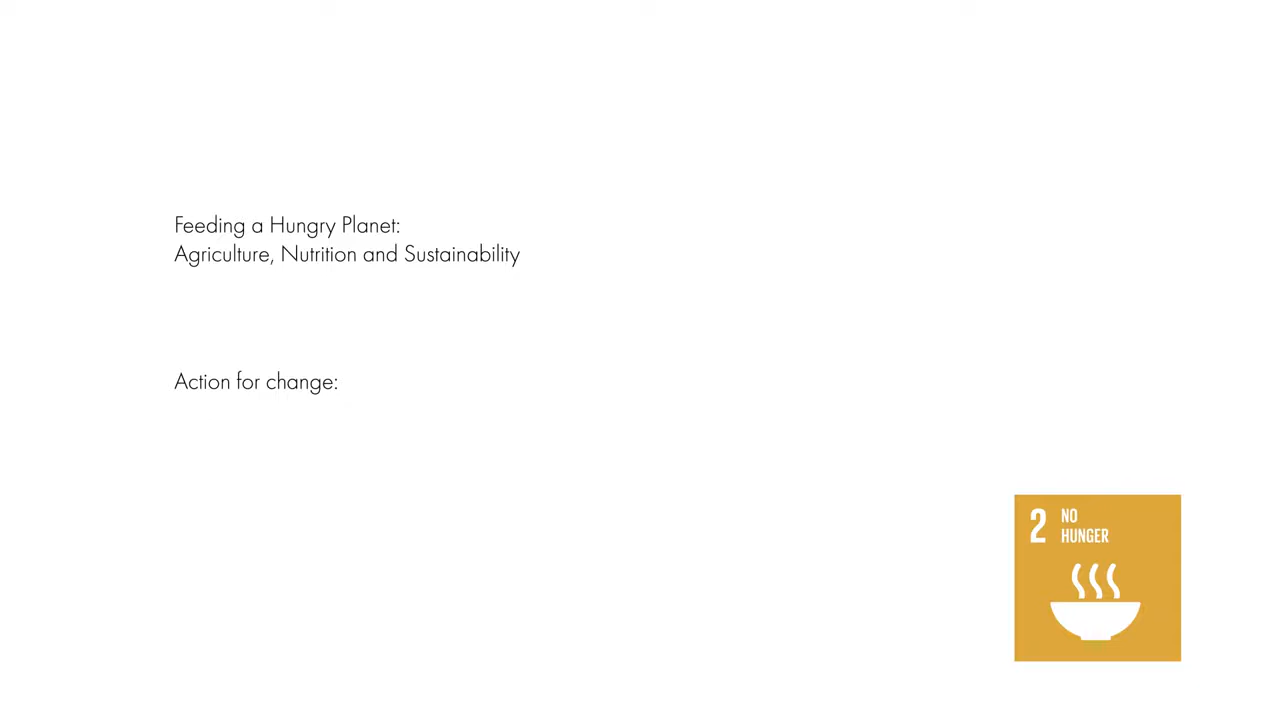 Feeding a Hungry Planet:
Agriculture, Nutrition and Sustainability
Action for change:
2 NO
HUNGER